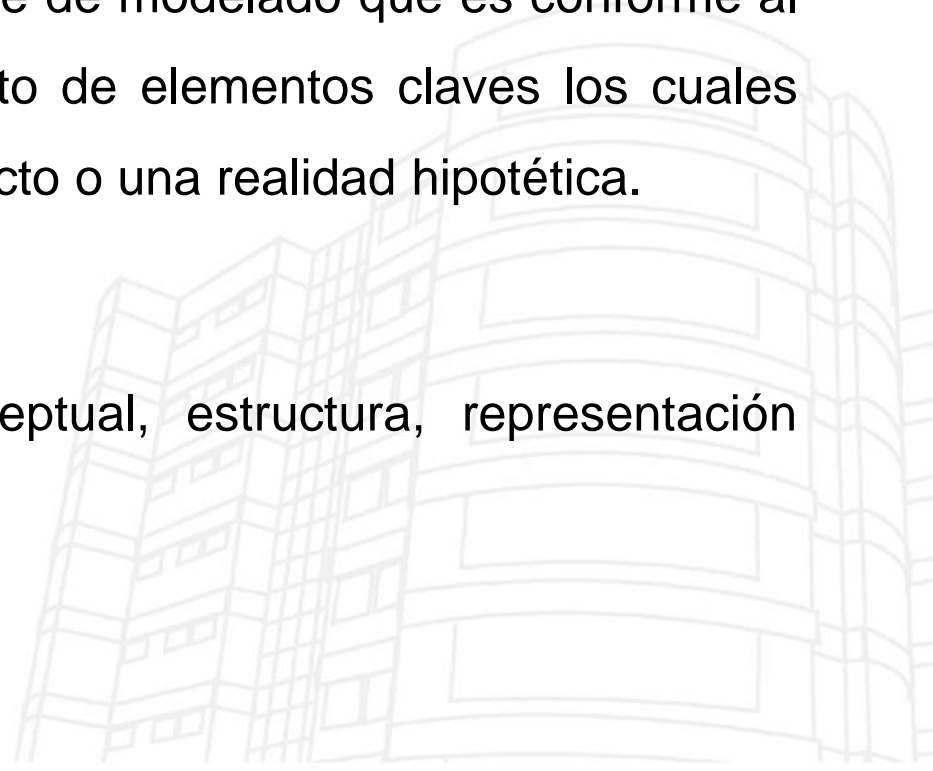 e de modelado que es conforme al
to de elementos claves los cuales
cto o una realidad hipotética.
eptual, estructura, representación